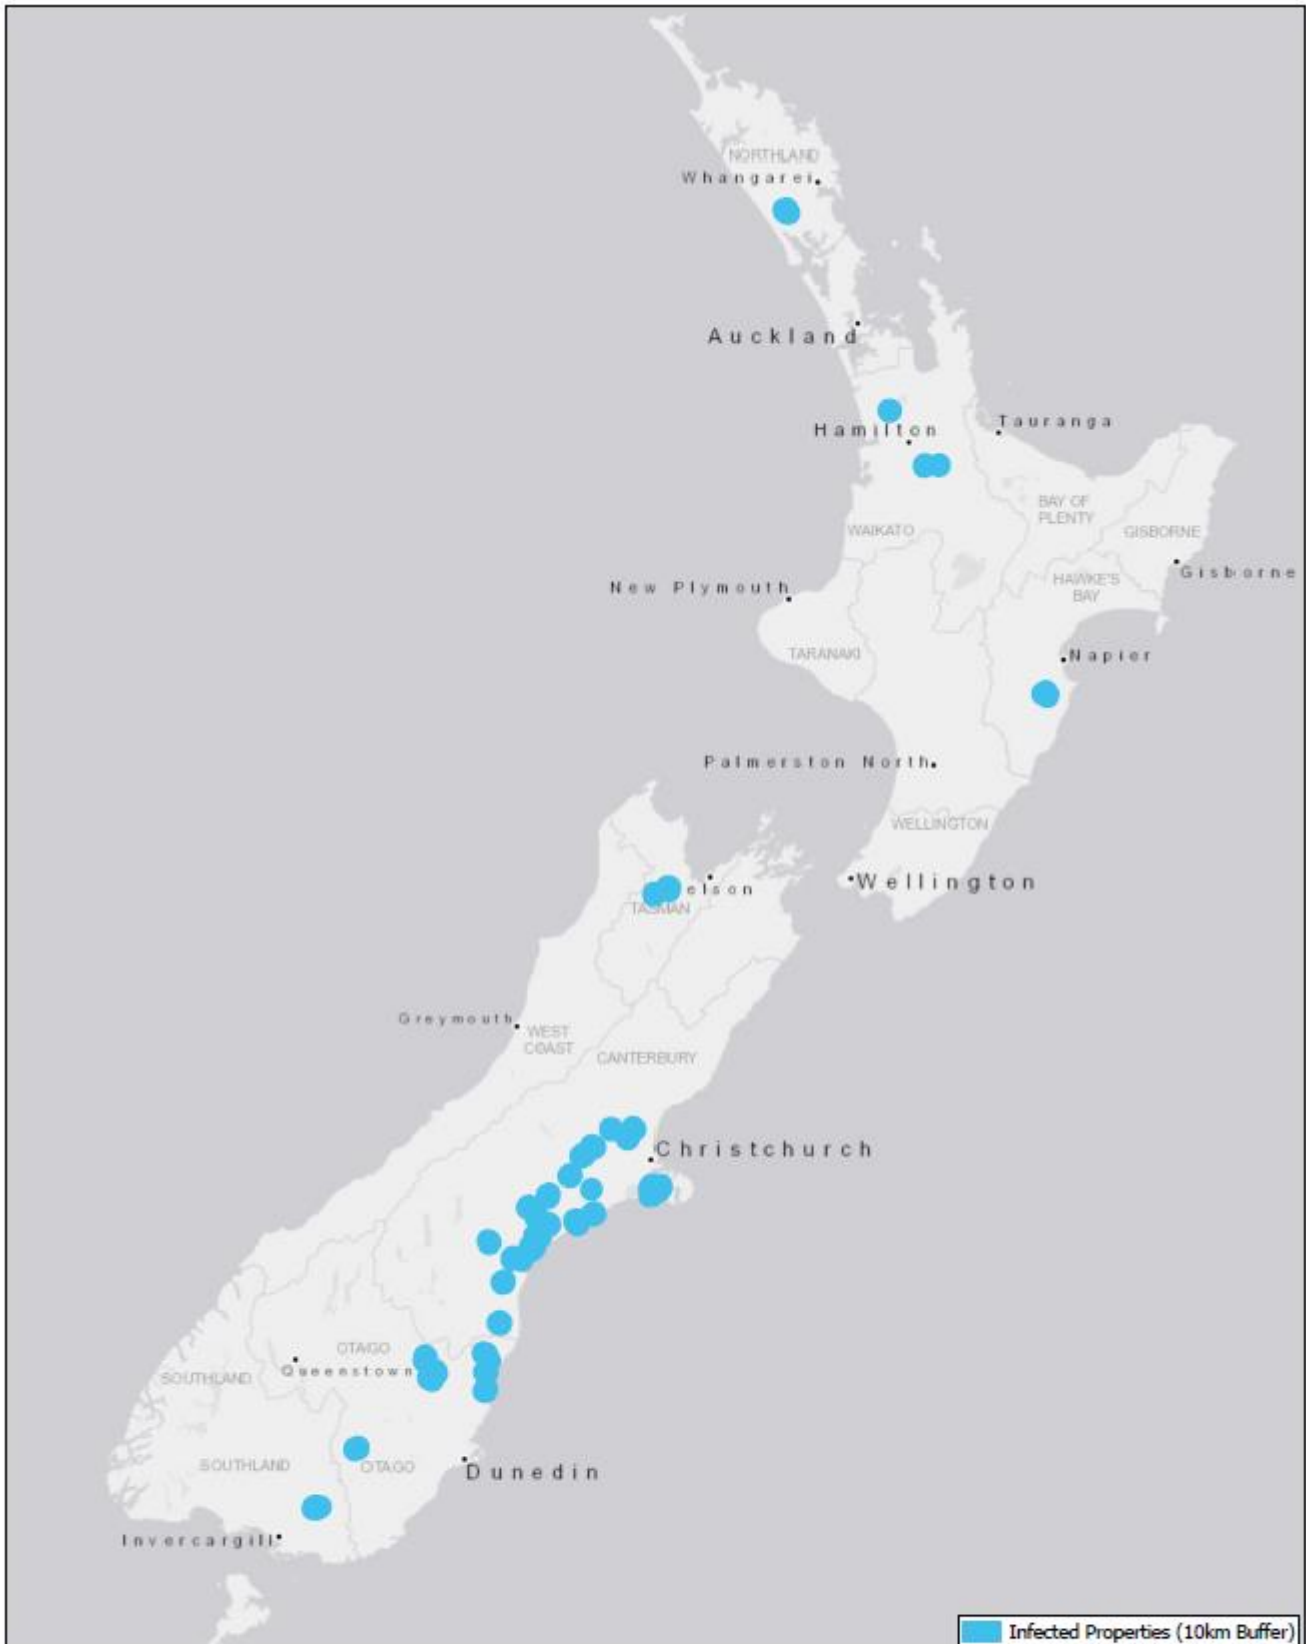 NORTHLAND
Whangarei
Auckland
Hamilton
Tauranga
BAY OF
PLENTY
WAIKATO
GISBORNE
Gisborne
HAWKE'S
BAY
New Plymouth
TARANAKI
Napier
Palmerston North
WELLINGTON
Wellington
elson
TASMAN
Greymouth
WEST
COAST
CANTERBURY
Christchurch
OTAGO
Queenstown
SOUTHLAND
SOUTHLAND
OTAGO
Dunedin
Invercargill
Infected Properties (10km Buffer)